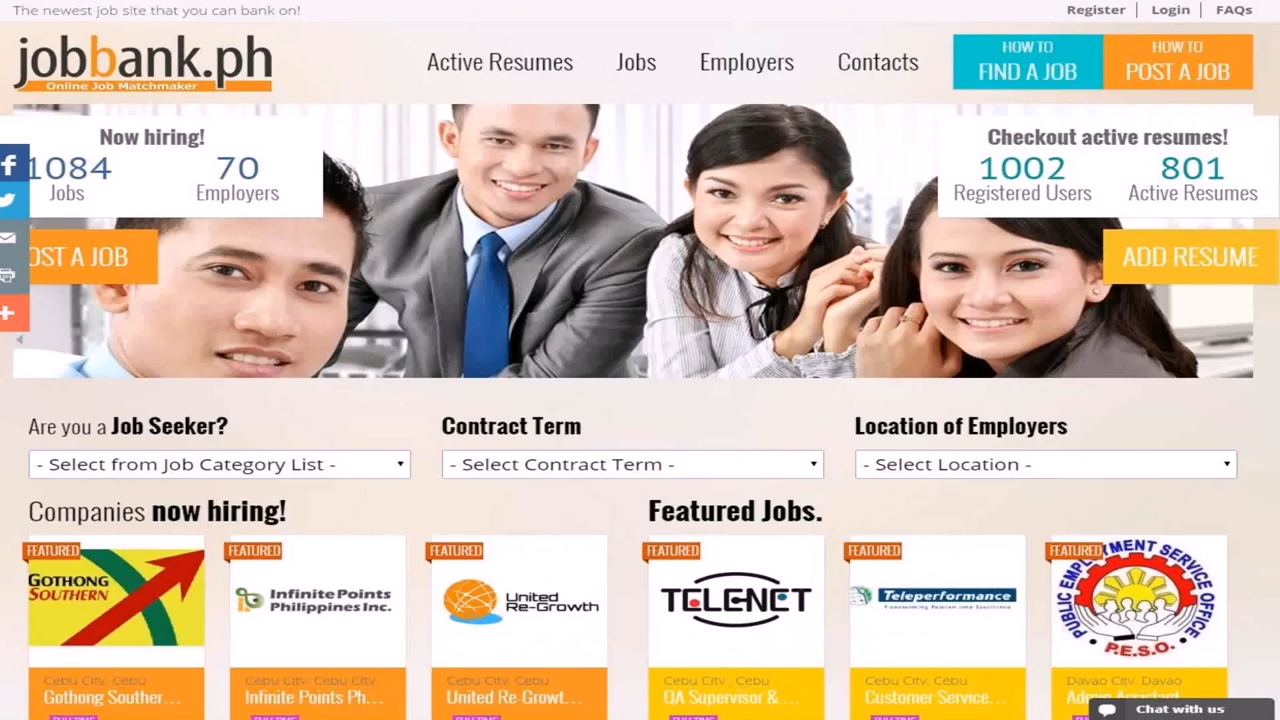 The newest job site that you can bank on!
Register
Login
FAQs
jobbank.ph
Online Job Matchmaker
Active Resumes
Jobs
Employers
Contacts
HOW TO
FIND A JOB
HOW TO
POST A JOB
Now hiring!
1084
Jobs
70
Employers
Checkout active resumes!
1002
Registered Users
801
Active Resumes
OST A JOB
ADD RESUME
Are you a Job Seeker?
- Select from Job Category List -
Contract Term
- Select Contract Term -
Location of Employers
- Select Location -
Companies now hiring!
Featured Jobs.
FEATURED
GOTHONG
SOUTHERN
Cebu City, Cebu
Gothong Souther...
FEATURED
Infinite Points
Philippines Inc.
Cebu City, Cebu City
Infinite Points Ph...
FEATURED
United
Re-Growth
Cebu City, Cebu
United Re-Growt...
FEATURED
TELENET
Cebu City, Cebu
QA Supervisor &...
FEATURED
Teleperformance
Cebu City, Cebu
Customer Service...
FEATURED
PUBLIC EMPLOYMENT SERVICE OFFICE
P.E.S.O.
Davao City, Davao
Admin Assistant
Chat with us